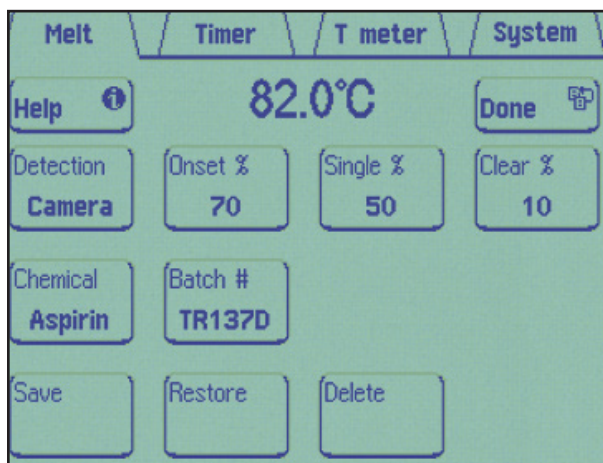 Melt Timer T meter System
Help 82.0°C Done
Detection Onset % Single % Clear %
Camera 70 50 10
Chemical Batch #
Aspirin TR137D
Save Restore Delete